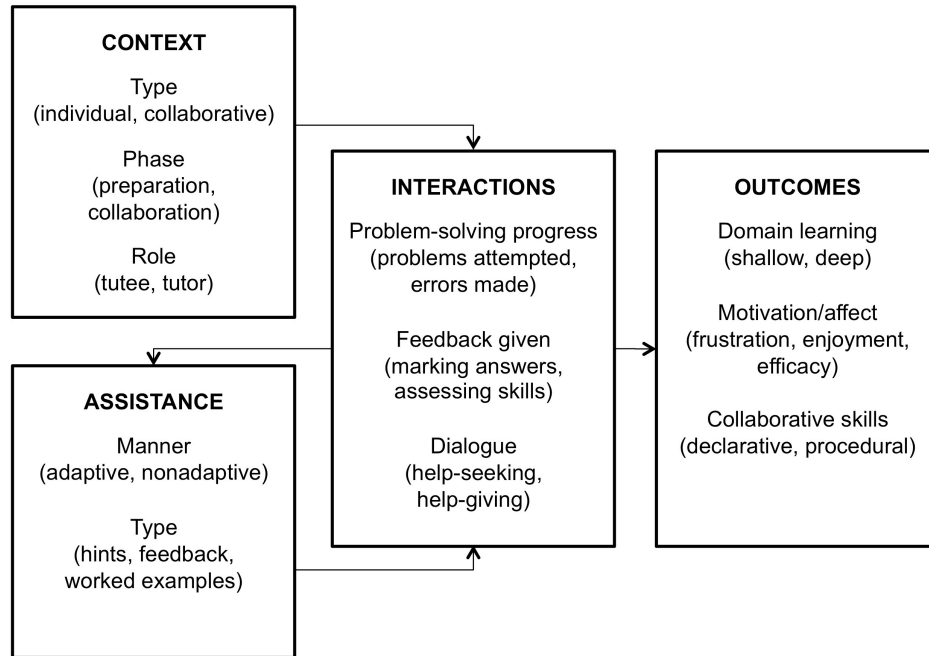 CONTEXT
Type
(individual, collaborative)
Phase
(preparation,
collaboration)
Role
(tutee, tutor)
ASSISTANCE
Manner
(adaptive, nonadaptive)
Type
(hints, feedback,
worked examples)
INTERACTIONS
Problem-solving progress
(problems attempted,
errors made)
Feedback given
(marking answers,
assessing skills)
Dialogue
(help-seeking,
help-giving)
OUTCOMES
Domain learning
(shallow, deep)
Motivation/affect
(frustration, enjoyment,
efficacy)
Collaborative skills
(declarative, procedural)